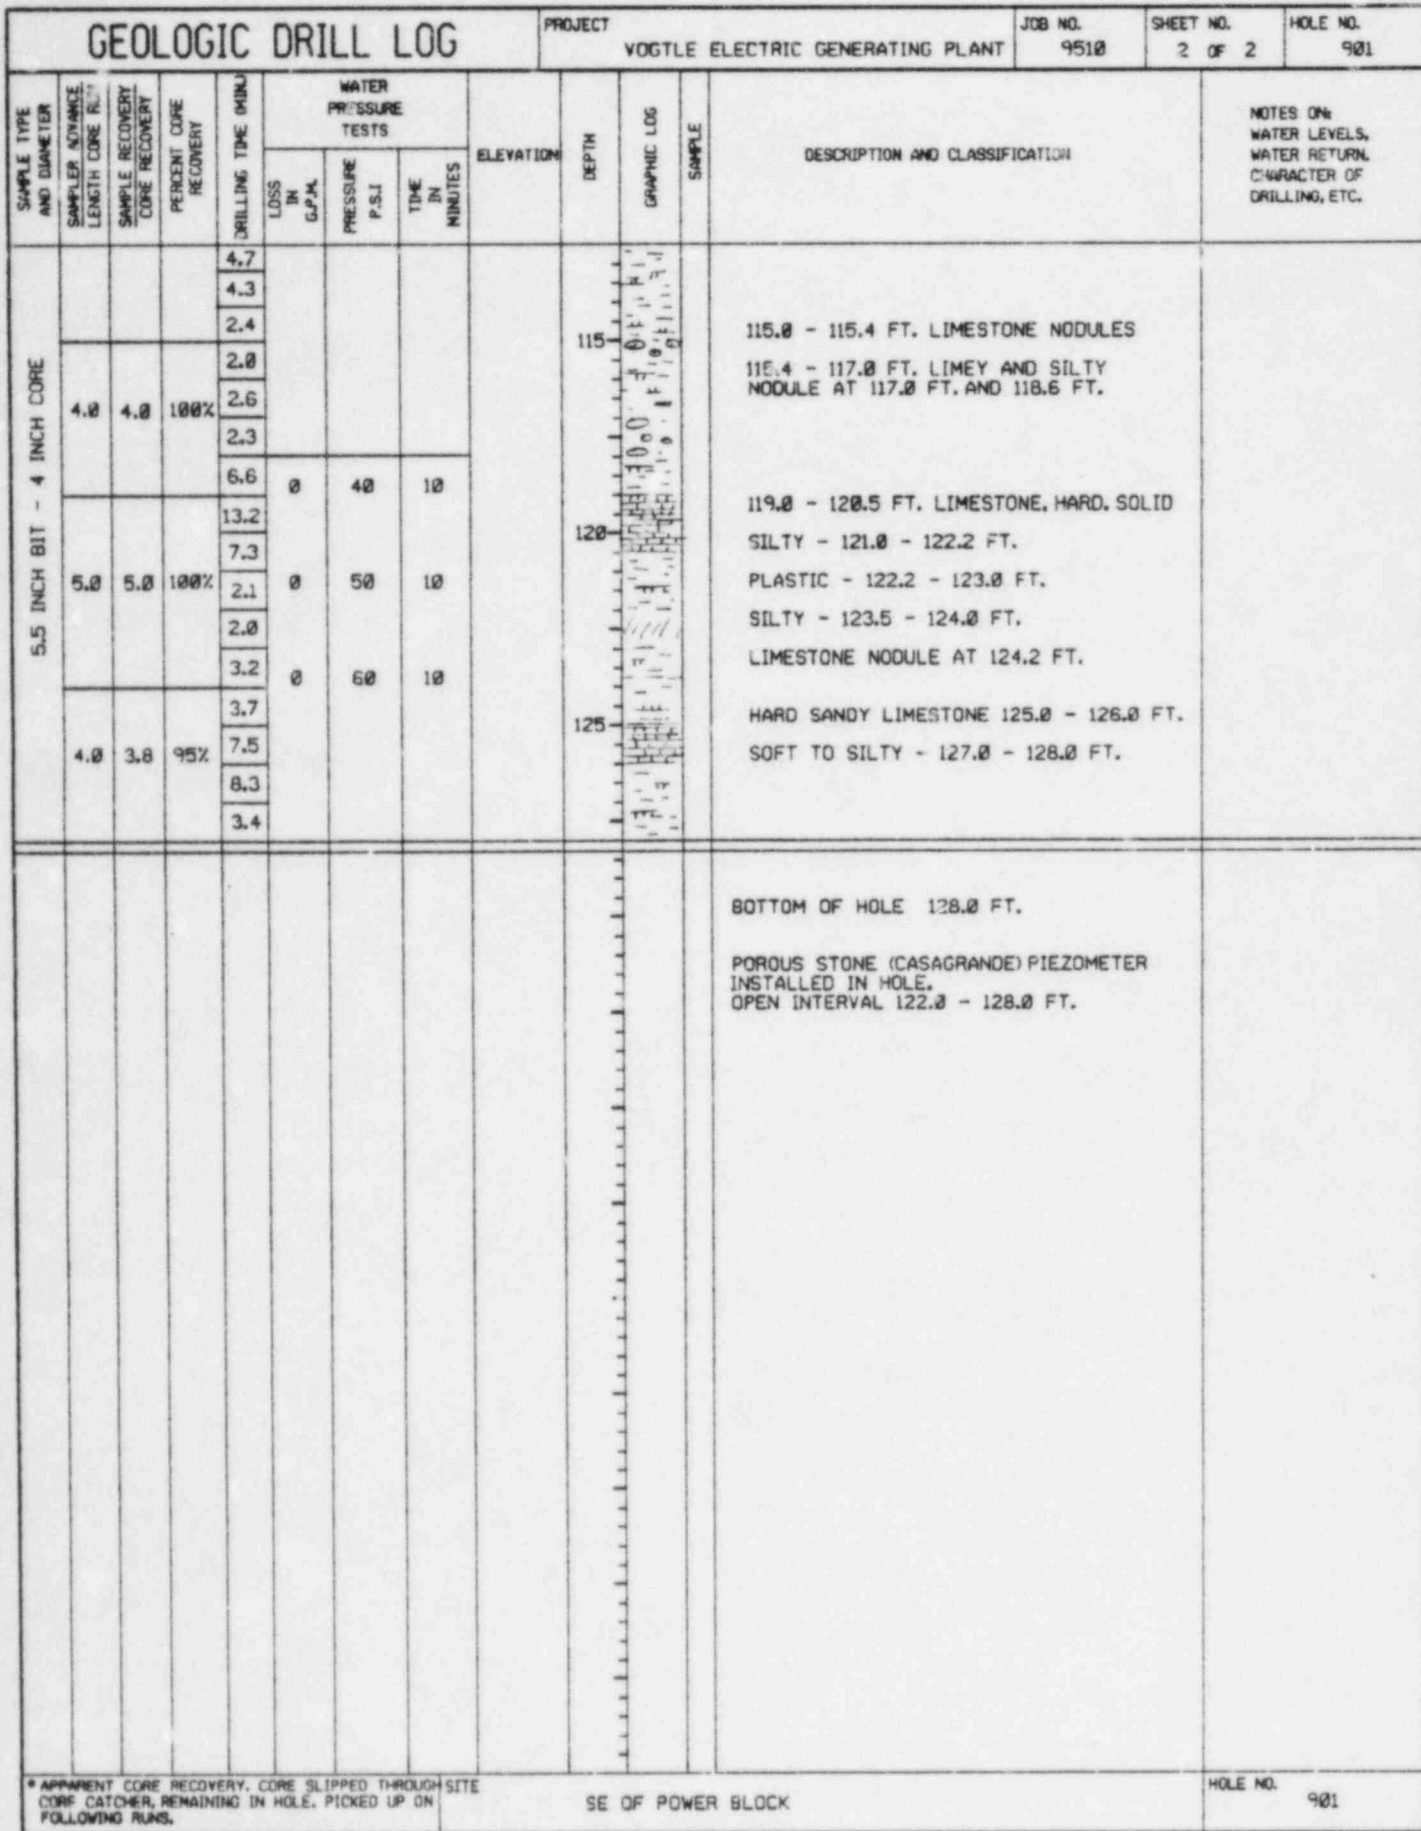 GEOLOGIC DRILL LOG
PROJECT
VOGTLE ELECTRIC GENERATING PLANT
JOB NO.
9510
SHEET NO.
2 OF 2
HOLE NO.
901
SAMPLE TYPE
AND DIAMETER
SAMPLER ADVANCE
LENGTH CORE
SAMPLE RECOVERY
CORE RECOVERY
PERCENT CORE
RECOVERY
DRILLING TIME (MIN.)
WATER
PRESSURE
TESTS
LOSS
IN
G.P.M.
PRESSURE
P.S.I
TIME
IN
MINUTES
ELEVATION
DEPTH
GRAPHIC LOG
SAMPLE
DESCRIPTION AND CLASSIFICATION
NOTES ON:
WATER LEVELS,
WATER RETURN,
CHARACTER OF
DRILLING, ETC.
5.5 INCH BIT - 4 INCH CORE
4.7
4.3
2.4
115
115.0 - 115.4 FT. LIMESTONE NODULES
2.0
115.4 - 117.0 FT. LIMEY AND SILTY
NODULE AT 117.0 FT. AND 118.6 FT.
4.0 4.0 100% 2.6
2.3
6.6 0 40 10
119.0 - 120.5 FT. LIMESTONE, HARD, SOLID
13.2
120
SILTY - 121.0 - 122.2 FT.
7.3
5.0 5.0 100% 2.1 0 50 10
PLASTIC - 122.2 - 123.0 FT.
2.0
SILTY - 123.5 - 124.0 FT.
3.2 0 60 10
LIMESTONE NODULE AT 124.2 FT.
3.7
HARD SANDY LIMESTONE 125.0 - 126.0 FT.
125
4.0 3.8 95% 7.5
SOFT TO SILTY - 127.0 - 128.0 FT.
8.3
3.4
BOTTOM OF HOLE 128.0 FT.
POROUS STONE (CASAGRANDE) PIEZOMETER
INSTALLED IN HOLE.
OPEN INTERVAL 122.0 - 128.0 FT.
* APPARENT CORE RECOVERY. CORE SLIPPED THROUGH
CORE CATCHER, REMAINING IN HOLE. PICKED UP ON
FOLLOWING RUNS.
SITE
SE OF POWER BLOCK
HOLE NO.
901